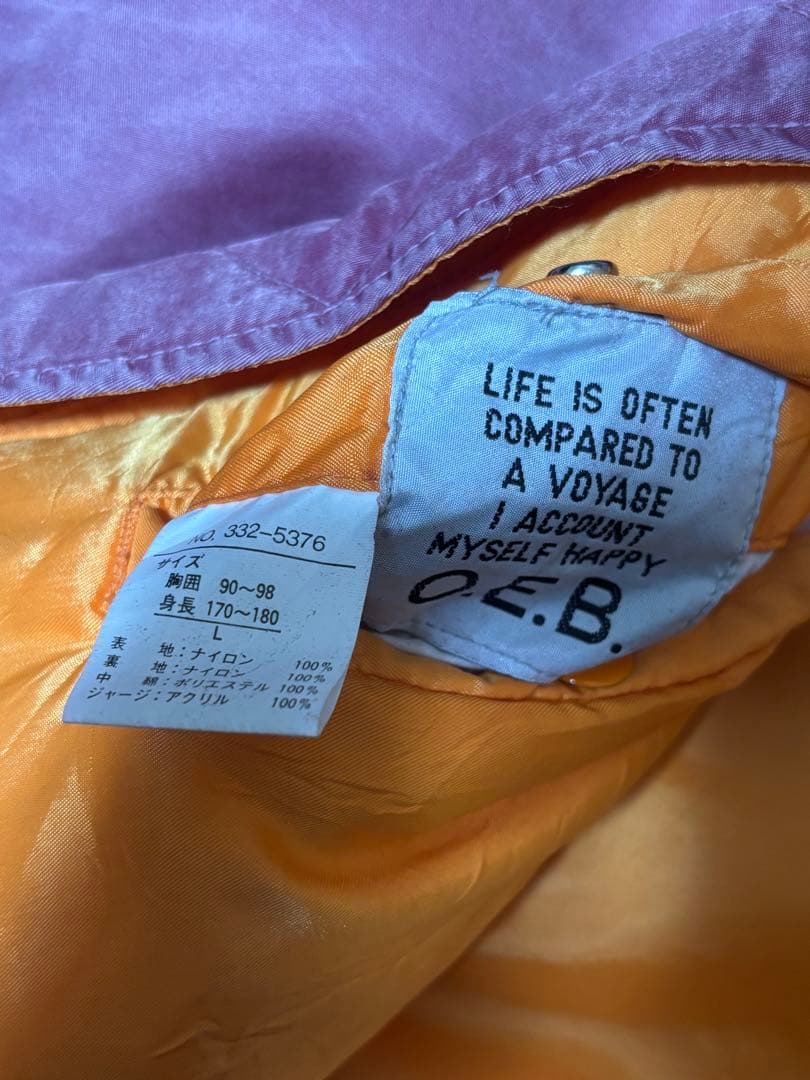 LIFE IS OFTEN
COMPARED TO
A VOYAGE
I ACCOUNT
MYSELF HAPPY
O.E.B.
NO. 332-5376
サイズ
胸囲 90～98
身長 170～180
L
表 地：ナイロン 100%
裏 地：ナイロン 100%
中 綿：ポリエステル 100%
ジャージ：アクリル 100%